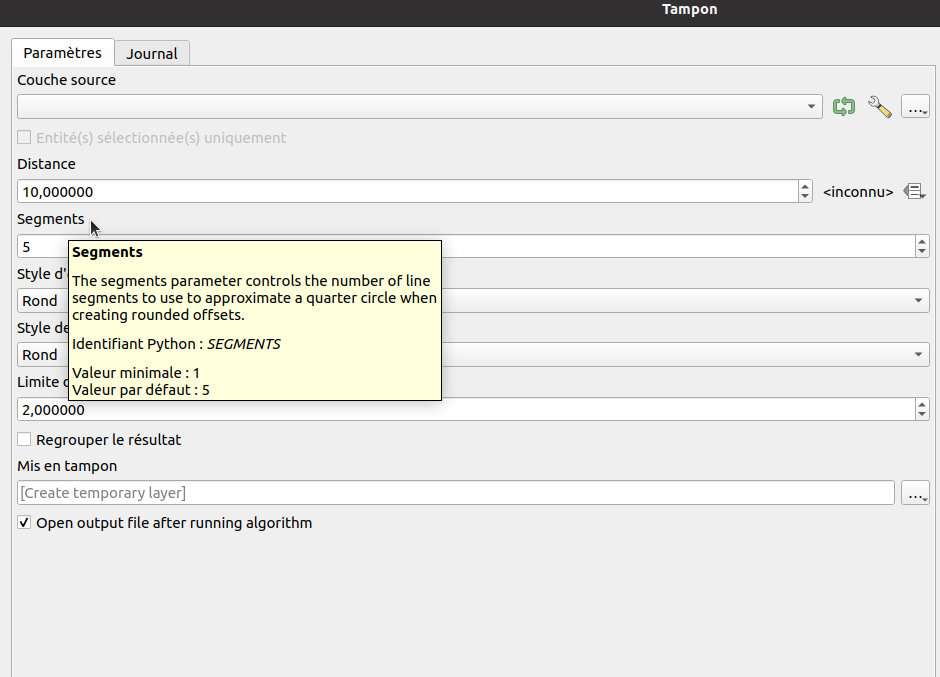 Tampon
Paramètres
Journal
Couche source
...
Entité(s) sélectionnée(s) uniquement
Distance
10,000000
<inconnu>
Segments
5
Segments
The segments parameter controls the number of line
segments to use to approximate a quarter circle when
creating rounded offsets.
Identifiant Python : SEGMENTS
Valeur minimale : 1
Valeur par défaut : 5
Style d'
Rond
Style de
Rond
Limite
2,000000
Regrouper le résultat
Mis en tampon
[Create temporary layer]
...
Open output file after running algorithm